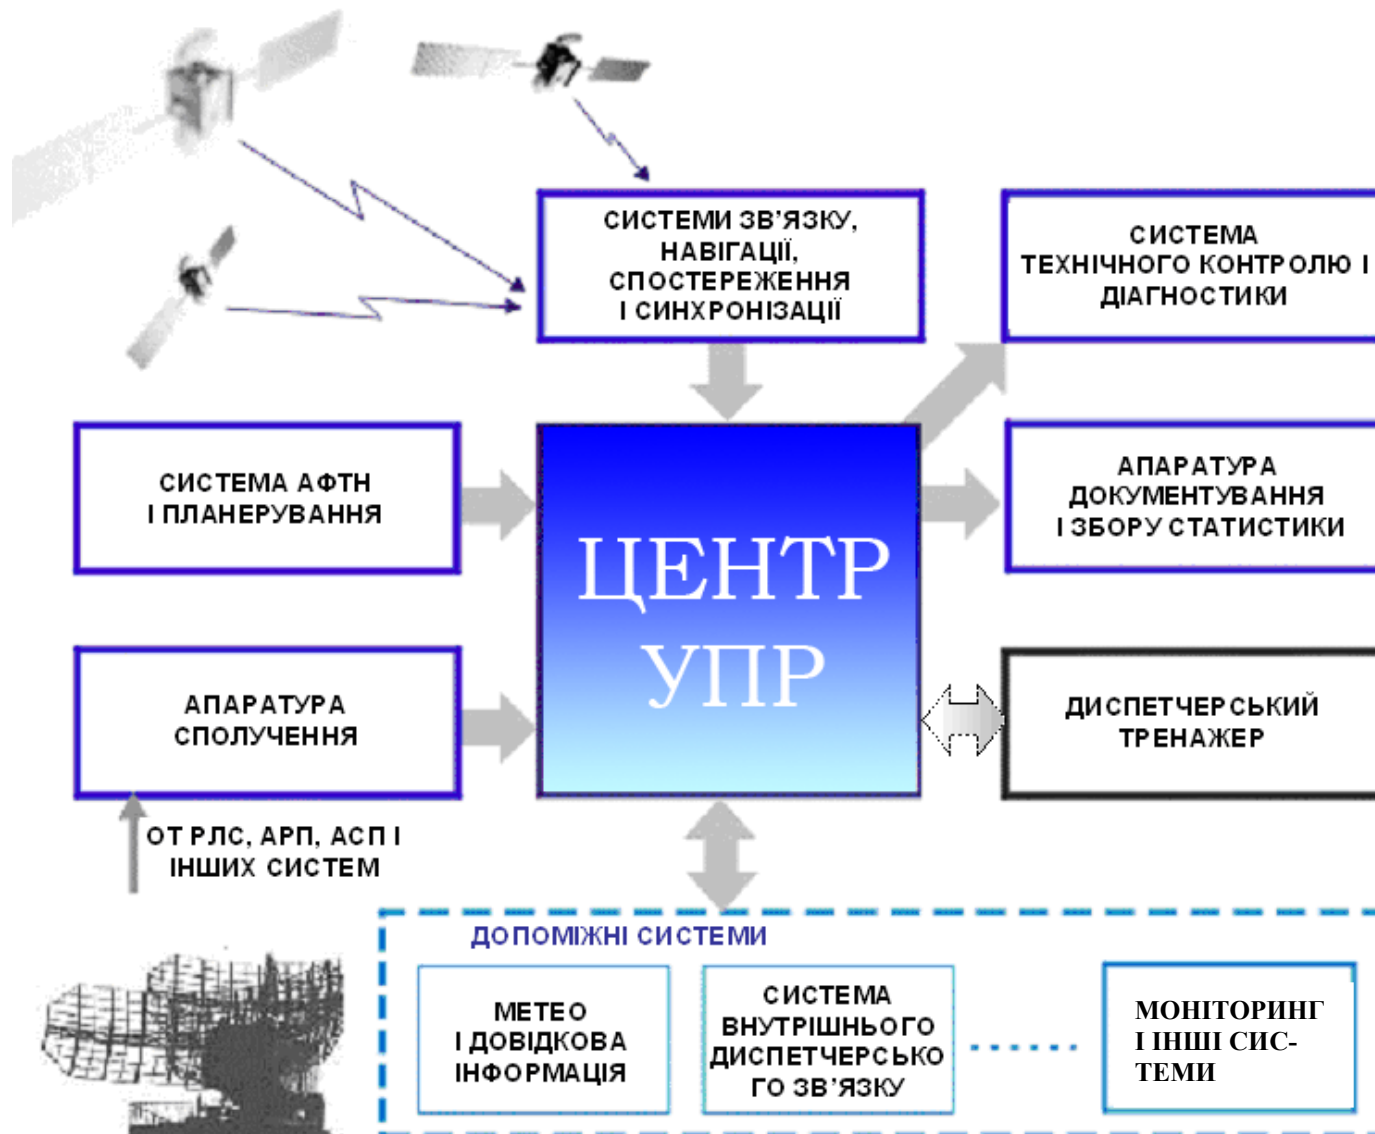 СИСТЕМИ ЗВ’ЯЗКУ,
НАВІГАЦІЇ,
СПОСТЕРЕЖЕННЯ
І СИНХРОНІЗАЦІЇ
СИСТЕМА
ТЕХНІЧНОГО КОНТРОЛЮ І
ДІАГНОСТИКИ
СИСТЕМА АФТН
І ПЛАНЕРУВАННЯ
ЦЕНТР
УПР
АПАРАТУРА
ДОКУМЕНТУВАННЯ
І ЗБОРУ СТАТИСТИКИ
АПАРАТУРА
СПОЛУЧЕННЯ
ДИСПЕТЧЕРСЬКИЙ
ТРЕНАЖЕР
ОТ РЛС, АРП, АСП І
ІНШИХ СИСТЕМ
ДОПОМІЖНІ СИСТЕМИ
МЕТЕО
І ДОВІДКОВА
ІНФОРМАЦІЯ
СИСТЕМА
ВНУТРІШНЬОГО
ДИСПЕТЧЕРСЬКО
ГО ЗВ’ЯЗКУ
МОНІТОРИНГ
І ІНШІ СИС-
ТЕМИ